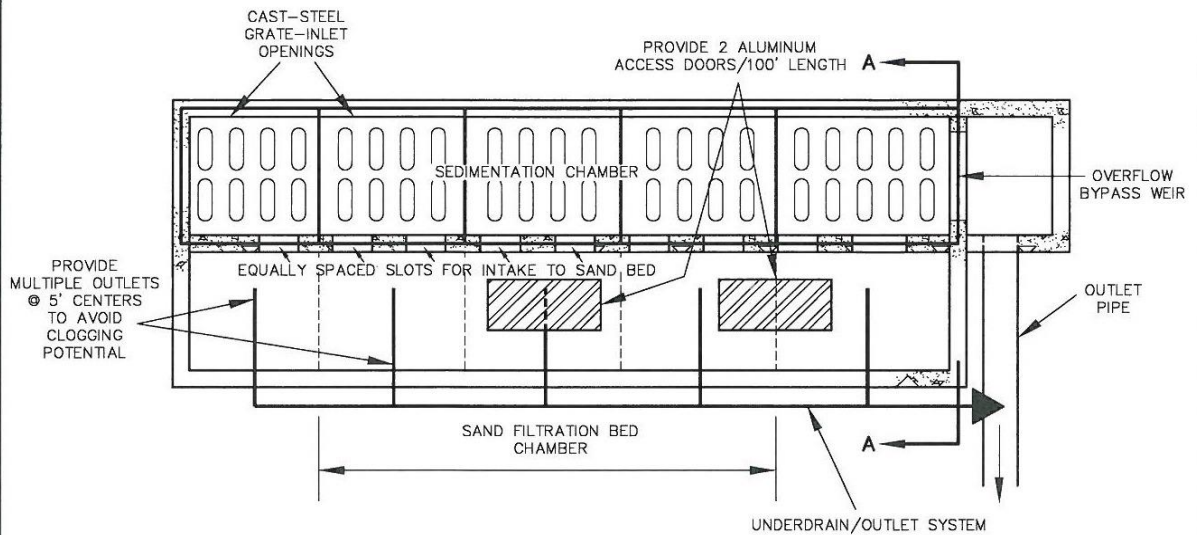 CAST-STEEL
GRATE-INLET
OPENINGS
PROVIDE 2 ALUMINUM
ACCESS DOORS/100' LENGTH
A
SEDIMENTATION CHAMBER
OVERFLOW
BYPASS WEIR
EQUALLY SPACED SLOTS FOR INTAKE TO SAND BED
PROVIDE
MULTIPLE OUTLETS
@ 5' CENTERS
TO AVOID
CLOGGING
POTENTIAL
OUTLET
PIPE
SAND FILTRATION BED
CHAMBER
A
UNDERDRAIN/OUTLET SYSTEM